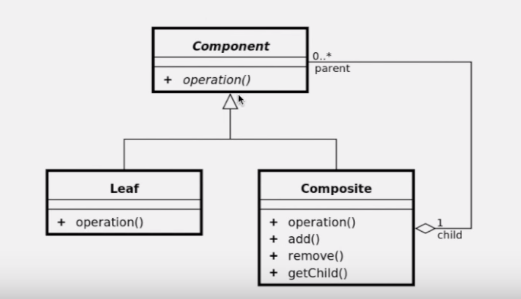 Component
+ operation()
0..*
parent
Leaf
+ operation()
Composite
+ operation()
+ add()
+ remove()
+ getChild()
1
child